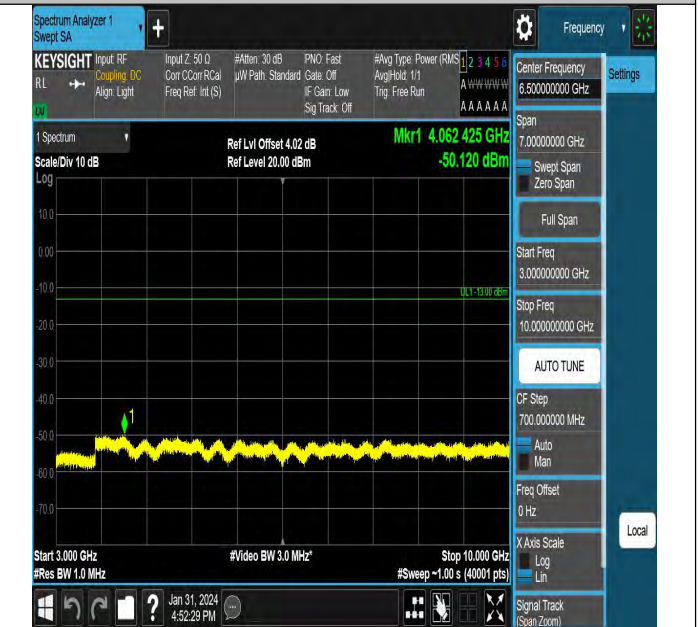 Spectrum Analyzer 1
Swept SA
+
Frequency
KEYSIGHT
RL
Input: RF
Coupling: DC
Align: Light
Input Z: 50 Ω
Corr CCorr RCal
Freq Ref: Int (S)
#Atten: 30 dB
µW Path: Standard
PNO: Fast
Gate: Off
IF Gain: Low
Sig Track: Off
#Avg Type: Power (RMS
Avg|Hold: 1/1
Trig: Free Run
1 2 3 4 5 6
A W W W W W
A A A A A A
Center Frequency
6.500000000 GHz
Settings
Span
7.00000000 GHz
Swept Span
Zero Span
Full Span
Start Freq
3.000000000 GHz
Stop Freq
10.000000000 GHz
AUTO TUNE
CF Step
700.000000 MHz
Auto
Man
Freq Offset
0 Hz
X Axis Scale
Log
Lin
Signal Track
(Span Zoom)
Local
1 Spectrum
Scale/Div 10 dB
Log
Ref Lvl Offset 4.02 dB
Ref Level 20.00 dBm
Mkr1 4.062 425 GHz
-50.120 dBm
10.0
0.00
-10.0
DL1 -13.00 dBm
-20.0
-30.0
-40.0
1
-50.0
-60.0
-70.0
Start 3.000 GHz
#Res BW 1.0 MHz
#Video BW 3.0 MHz*
Stop 10.000 GHz
#Sweep ~1.00 s (40001 pts)
?
Jan 31, 2024
4:52:29 PM